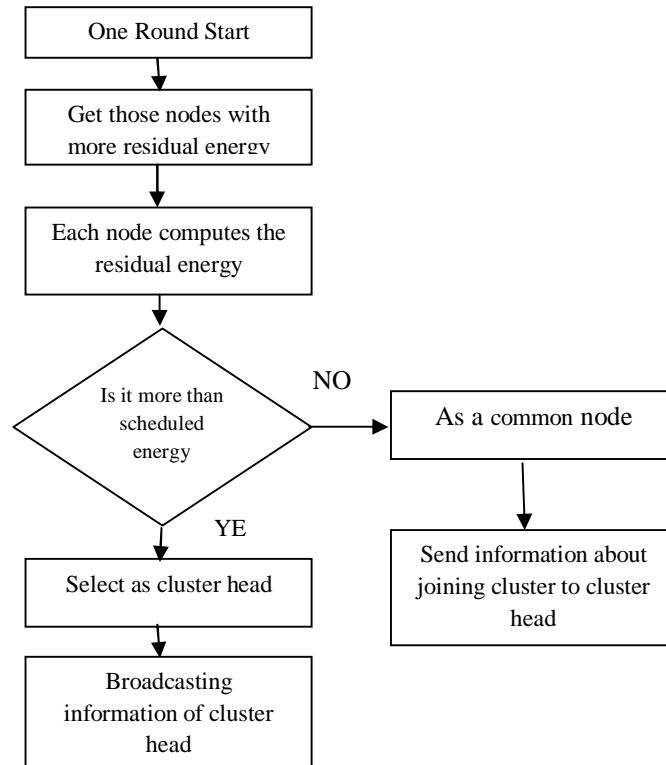 One Round Start
Get those nodes with
more residual energy
Each node computes the
residual energy
Is it more than
scheduled
energy
NO
As a common node
YE
Send information about
joining cluster to cluster
head
Select as cluster head
Broadcasting
information of cluster
head